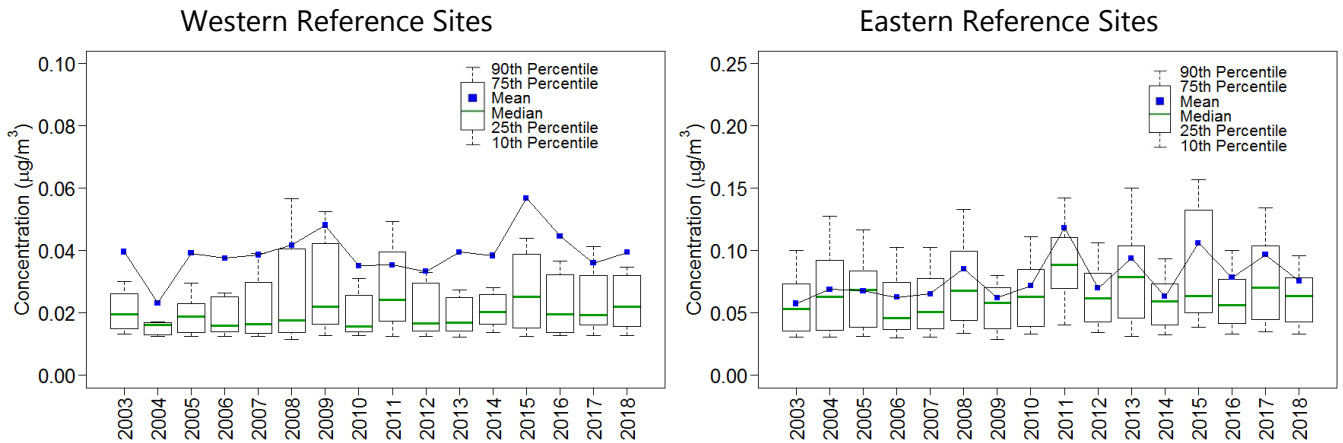 Western Reference Sites
Concentration (µg/m³)
0.10
0.08
0.06
0.04
0.02
0.00
90th Percentile
75th Percentile
Mean
Median
25th Percentile
10th Percentile
2003
2004
2005
2006
2007
2008
2009
2010
2011
2012
2013
2014
2015
2016
2017
2018
Eastern Reference Sites
Concentration (µg/m³)
0.25
0.20
0.15
0.10
0.05
0.00
90th Percentile
75th Percentile
Mean
Median
25th Percentile
10th Percentile
2003
2004
2005
2006
2007
2008
2009
2010
2011
2012
2013
2014
2015
2016
2017
2018